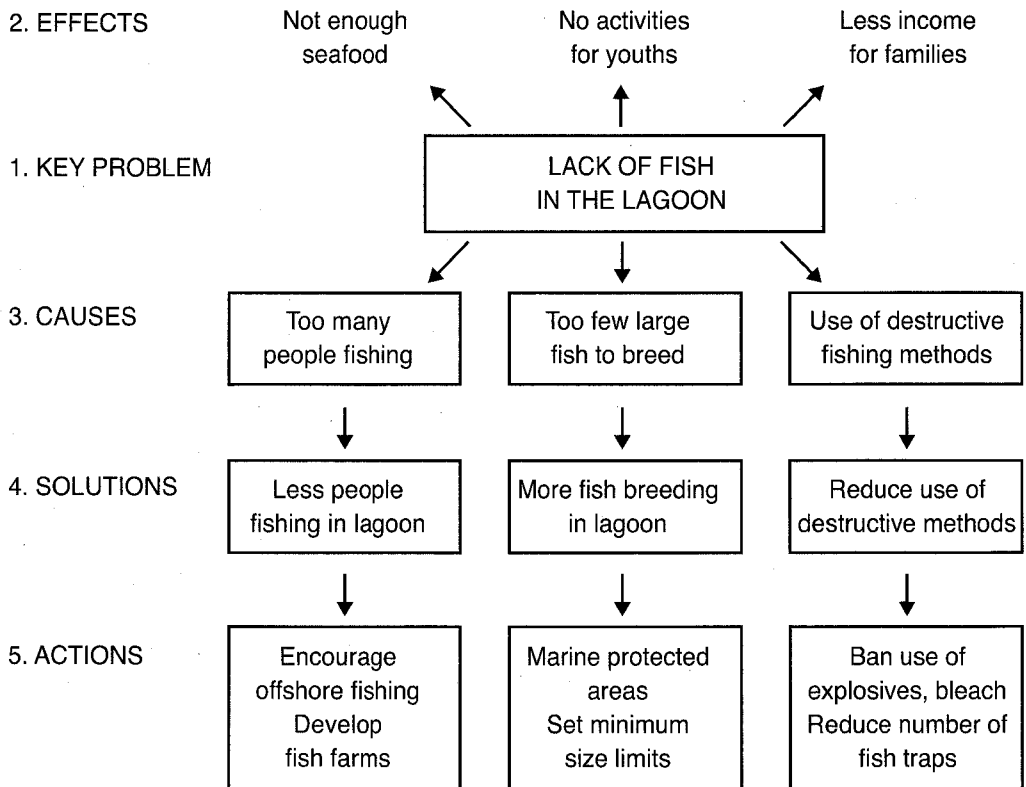 2. EFFECTS
Not enough
seafood
No activities
for youths
Less income
for families
1. KEY PROBLEM
LACK OF FISH
IN THE LAGOON
3. CAUSES
Too many
people fishing
Too few large
fish to breed
Use of destructive
fishing methods
4. SOLUTIONS
Less people
fishing in lagoon
More fish breeding
in lagoon
Reduce use of
destructive methods
5. ACTIONS
Encourage
offshore fishing
Develop
fish farms
Marine protected
areas
Set minimum
size limits
Ban use of
explosives, bleach
Reduce number of
fish traps